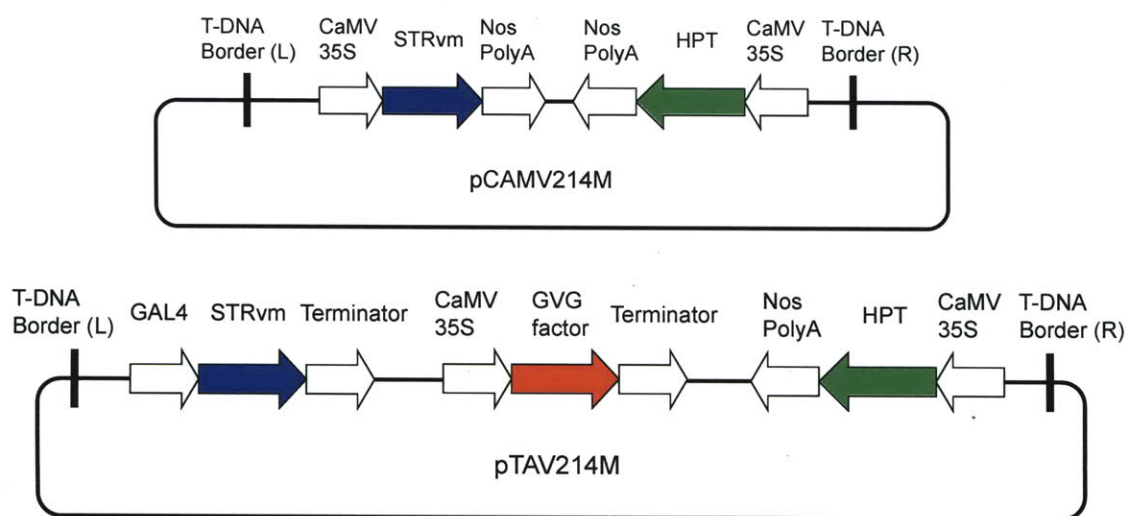 T-DNA
Border (L)
CaMV
35S
STRvm
Nos
PolyA
Nos
PolyA
HPT
CaMV
35S
T-DNA
Border (R)
pCAMV214M
T-DNA
Border (L)
GAL4
STRvm
Terminator
CaMV
35S
GVG
factor
Terminator
Nos
PolyA
HPT
CaMV
35S
T-DNA
Border (R)
pTAV214M